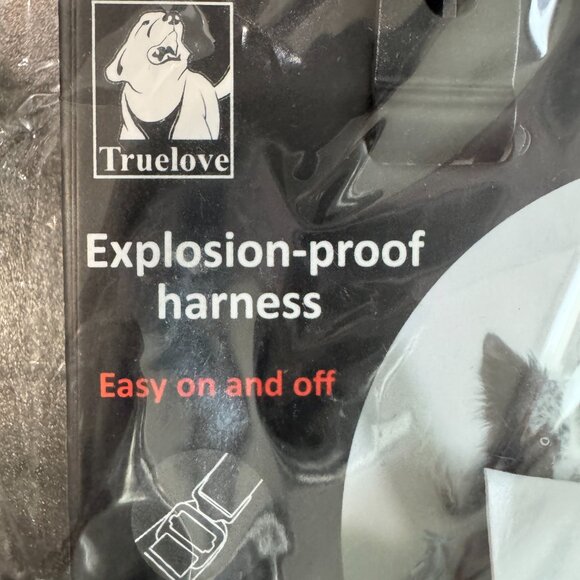 Truelove
Explosion-proof
harness
Easy on and off